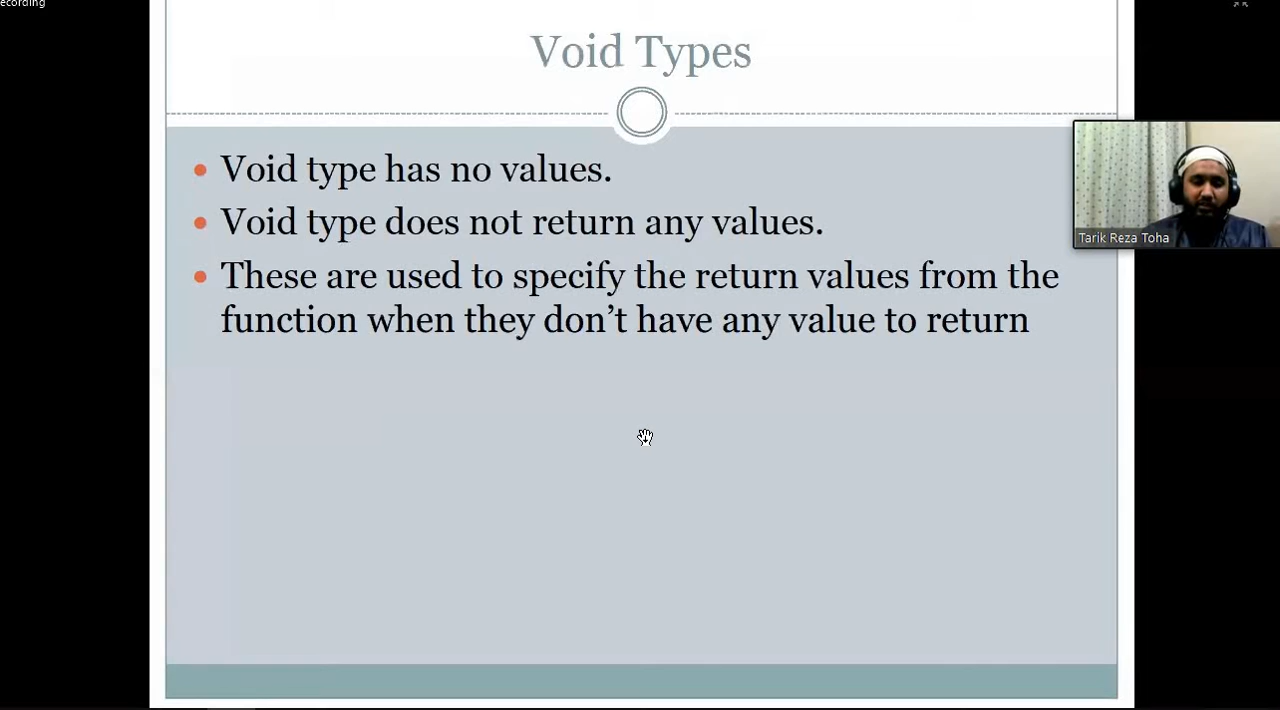 ecording
Void Types
Void type has no values.
Void type does not return any values.
These are used to specify the return values from the
function when they don't have any value to return
Tarik Reza Toha